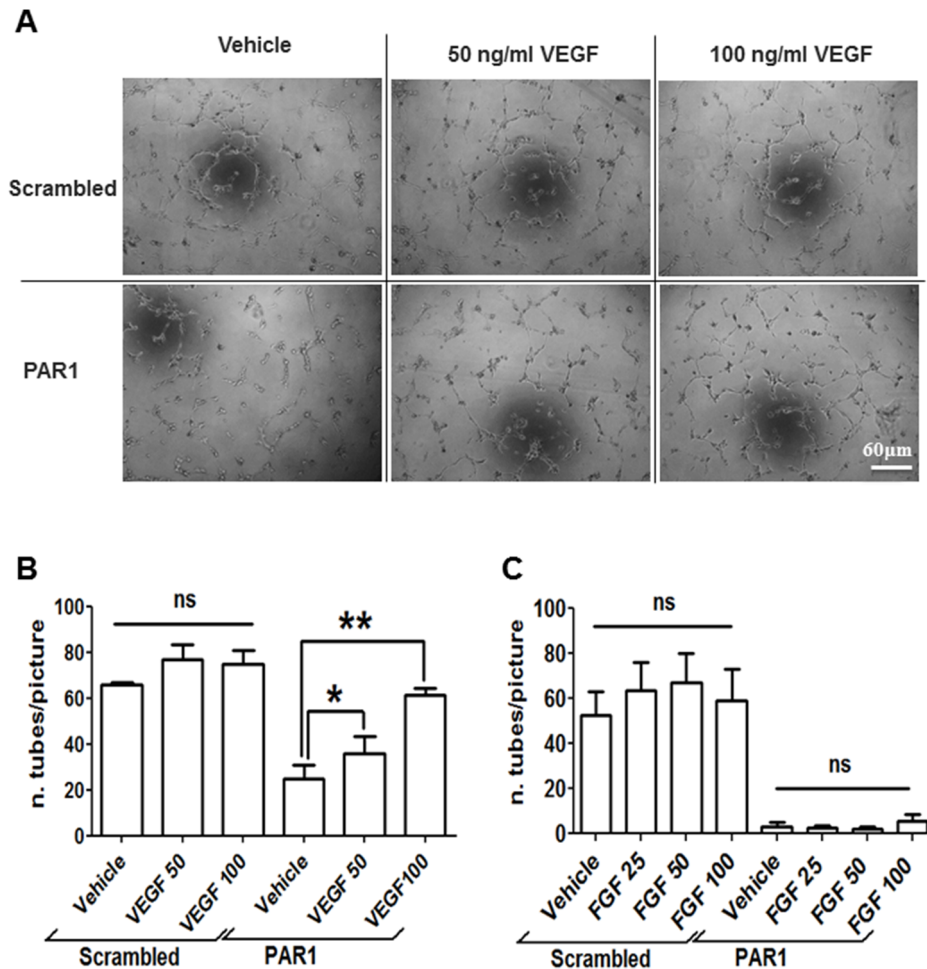 A
Vehicle
50 ng/ml VEGF
100 ng/ml VEGF
Scrambled
PAR1
60µm
B
n. tubes/picture
100
80
60
40
20
0
ns
**
*
Vehicle
VEGF 50
VEGF 100
Vehicle
VEGF 50
VEGF100
Scrambled
PAR1
C
n. tubes/picture
100
80
60
40
20
0
ns
ns
Vehicle
FGF 25
FGF 50
FGF 100
Vehicle
FGF 25
FGF 50
FGF 100
Scrambled
PAR1